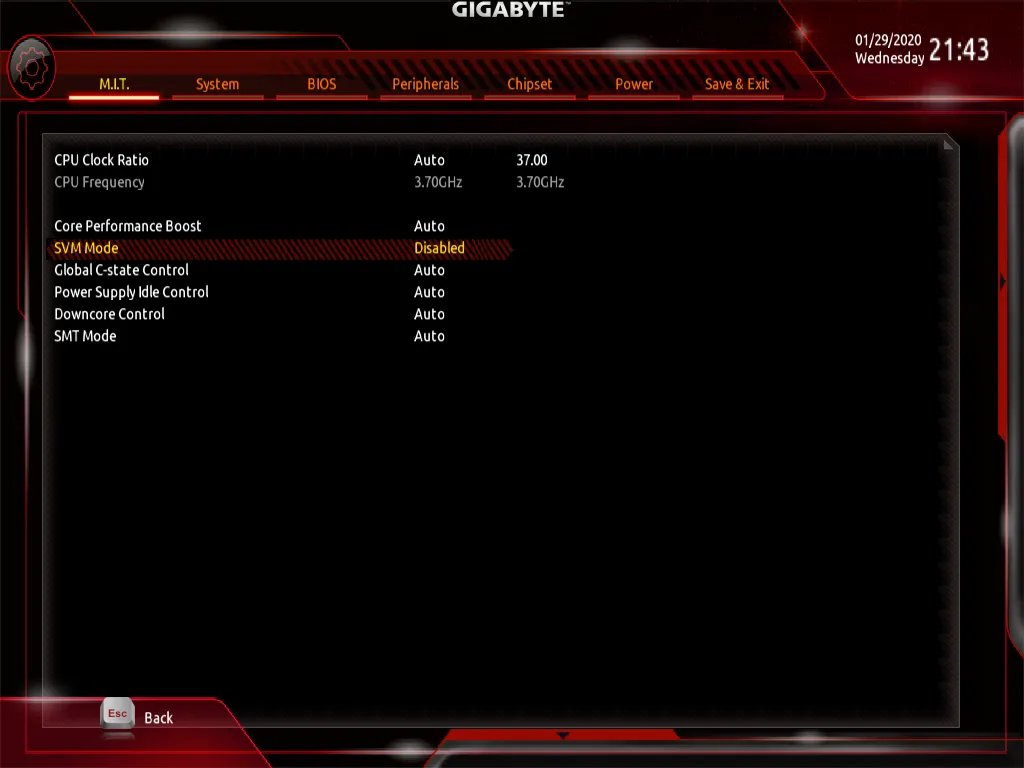 GIGABYTE™
01/29/2020
Wednesday
21:43
M.I.T. System BIOS Peripherals Chipset Power Save & Exit
CPU Clock Ratio Auto 37.00
CPU Frequency 3.70GHz 3.70GHz
Core Performance Boost Auto
SVM Mode Disabled
Global C-state Control Auto
Power Supply Idle Control Auto
Downcore Control Auto
SMT Mode Auto
Esc Back